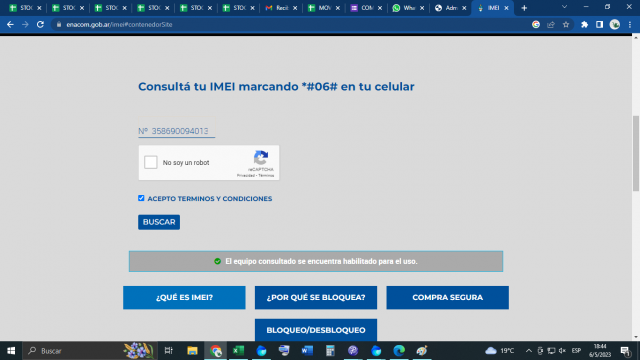 STOC
STOC
STOC
STOC
STOC
STOC
Recib
MOV
COM
What
Adm
IMEI
enacom.gob.ar/imei#contenedorSite
Consultá tu IMEI marcando *#06# en tu celular
Nº 358690094013
No soy un robot
reCAPTCHA
Privacidad - Términos
ACEPTO TERMINOS Y CONDICIONES
BUSCAR
El equipo consultado se encuentra habilitado para el uso.
¿QUÉ ES IMEI?
¿POR QUÉ SE BLOQUEA?
COMPRA SEGURA
BLOQUEO/DESBLOQUEO
Buscar
19°C
ESP
18:44
6/5/2023